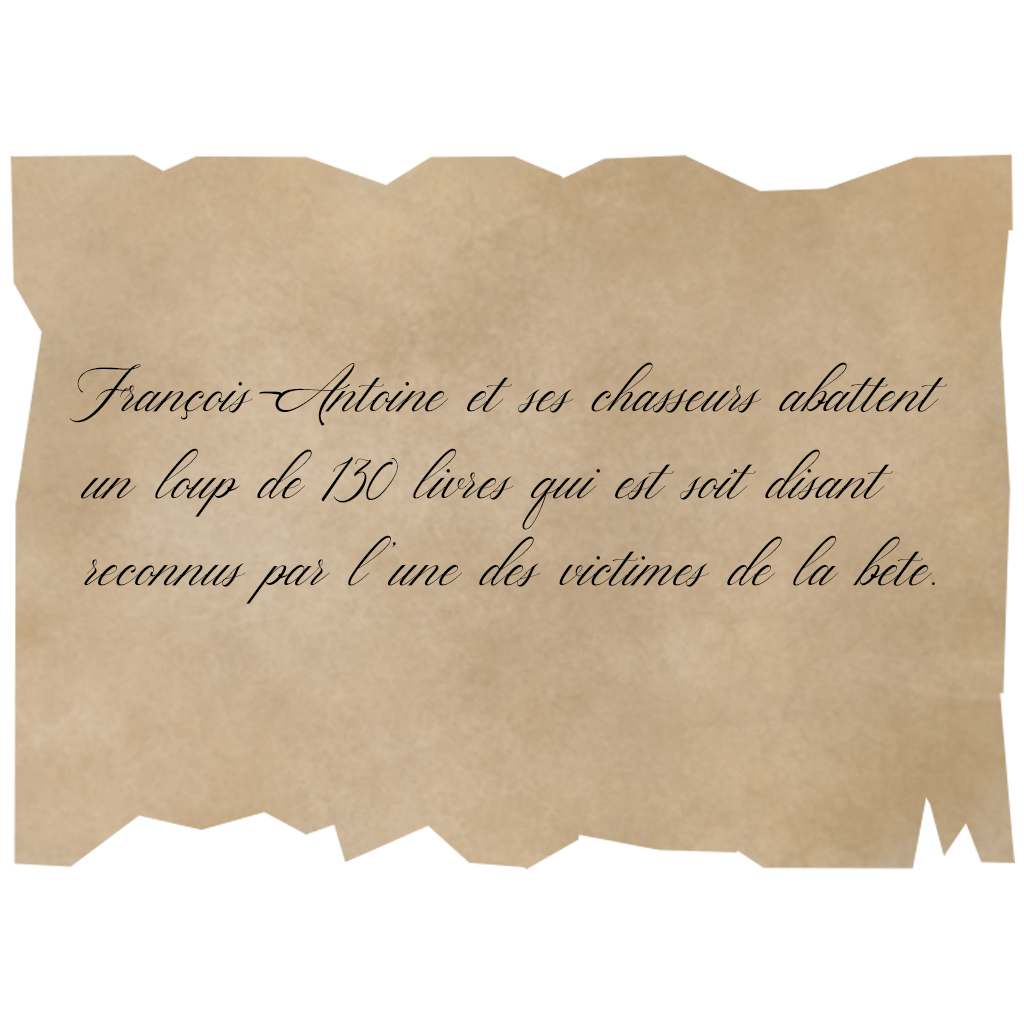 François-Antoine et ses chasseurs abattent
un loup de 130 livres qui est soit disant
reconnus par l'une des victimes de la bete.